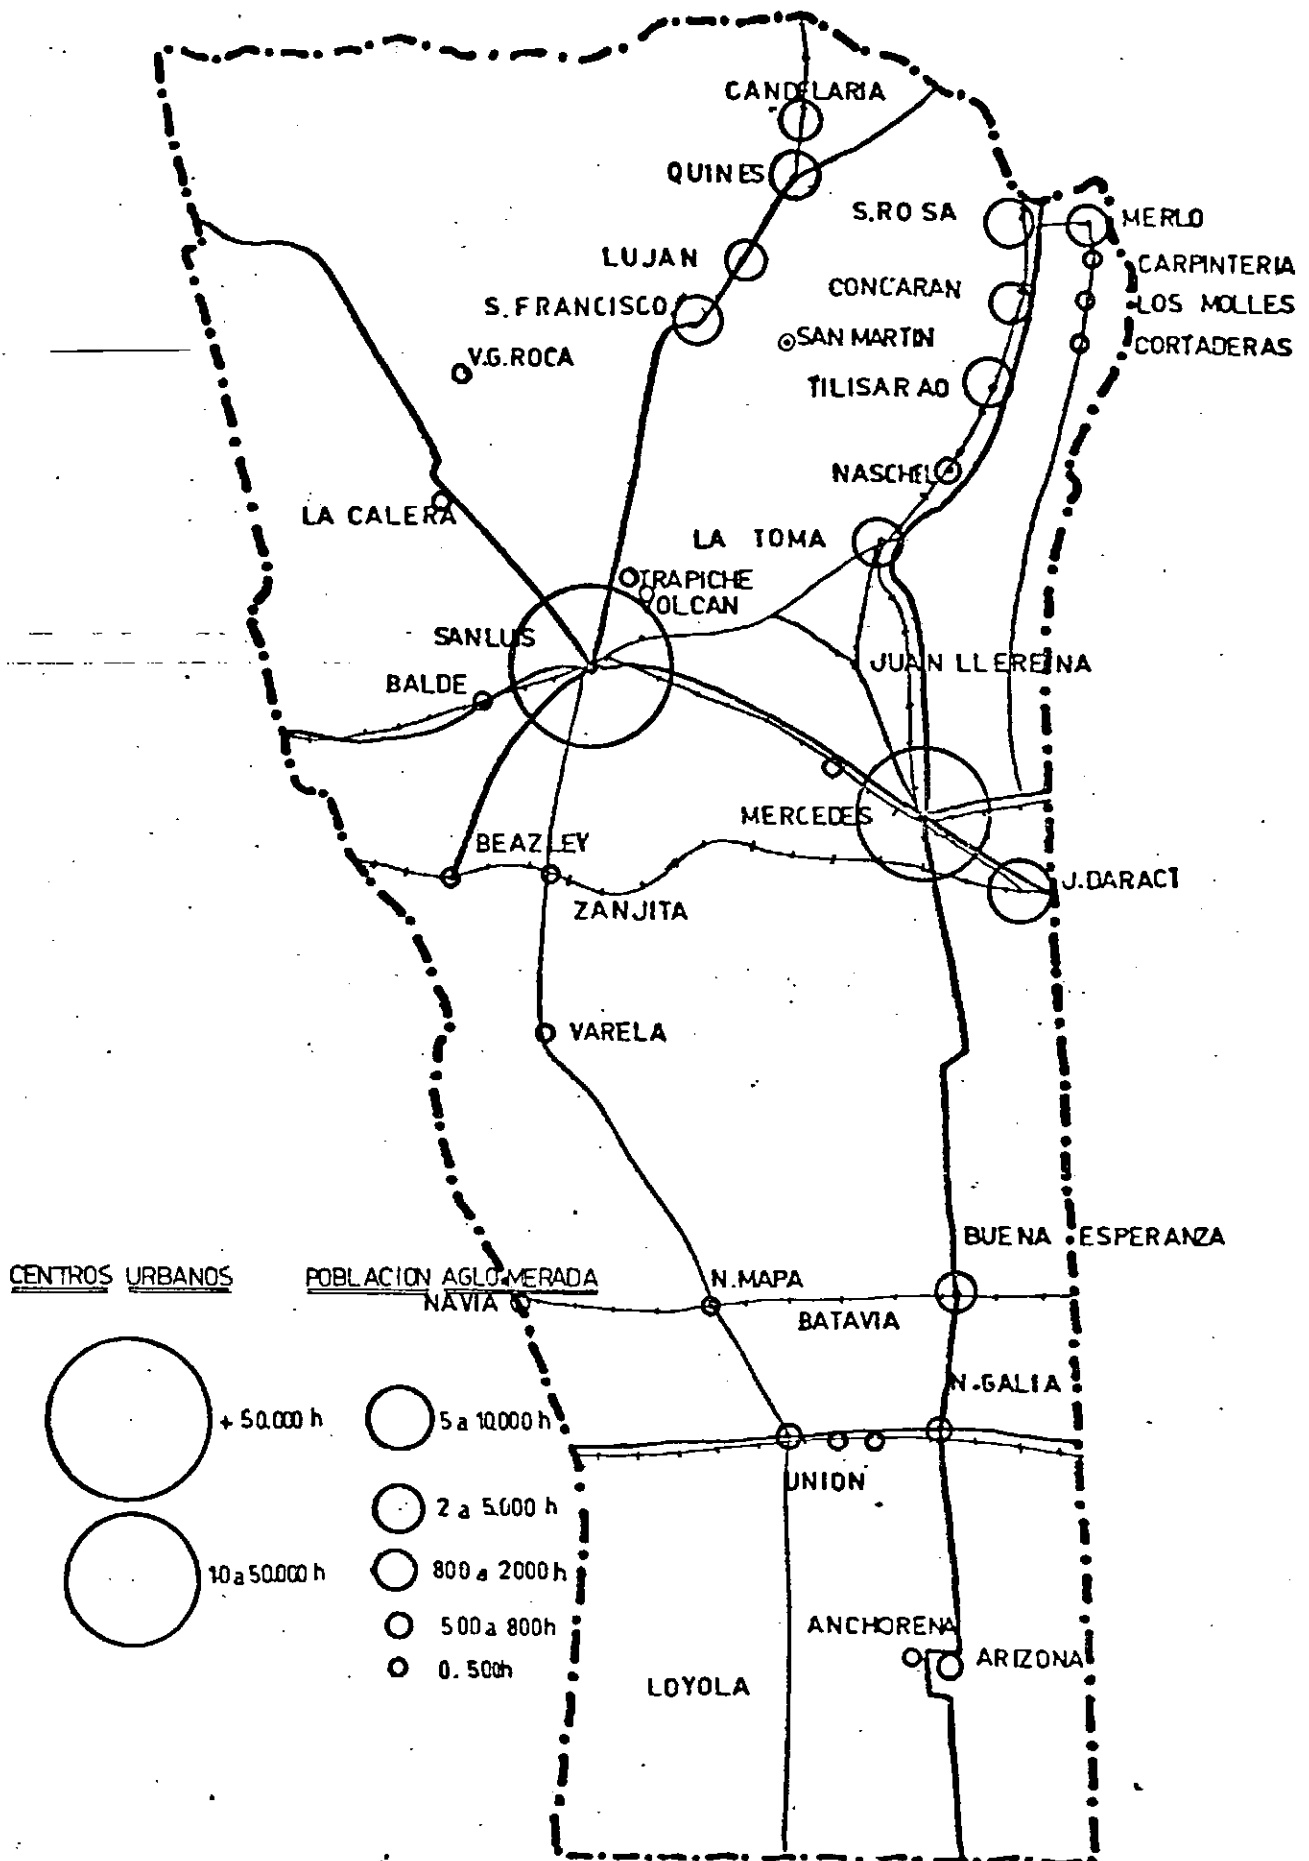 CANDELARIA
QUINES
S.ROSA
MERLO
LUJAN
CARPINTERIA
CONCARAN
LOS MOLLES
S. FRANCISCO
SAN MARTIN
CORTADERAS
V.G.ROCA
TILISARAO
NASCHEL
LA CALERA
LA TOMA
TRAPICHE
VOLCAN
SAN LUS
JUAN LLEREINA
BALDE
MERCEDES
BEAZLEY
J.DARACT
ZANJITA
VARELA
BUENA ESPERANZA
CENTROS URBANOS
POBLACION AGLOMERADA
NAVIA
N.MAPA
BATAVIA
N.GALIA
+ 50.000 h
5 a 10.000 h
UNION
2 a 5.000 h
10 a 50.000 h
800 a 2000 h
500 a 800h
ANCHORENA
0. 500h
ARIZONA
LOYOLA